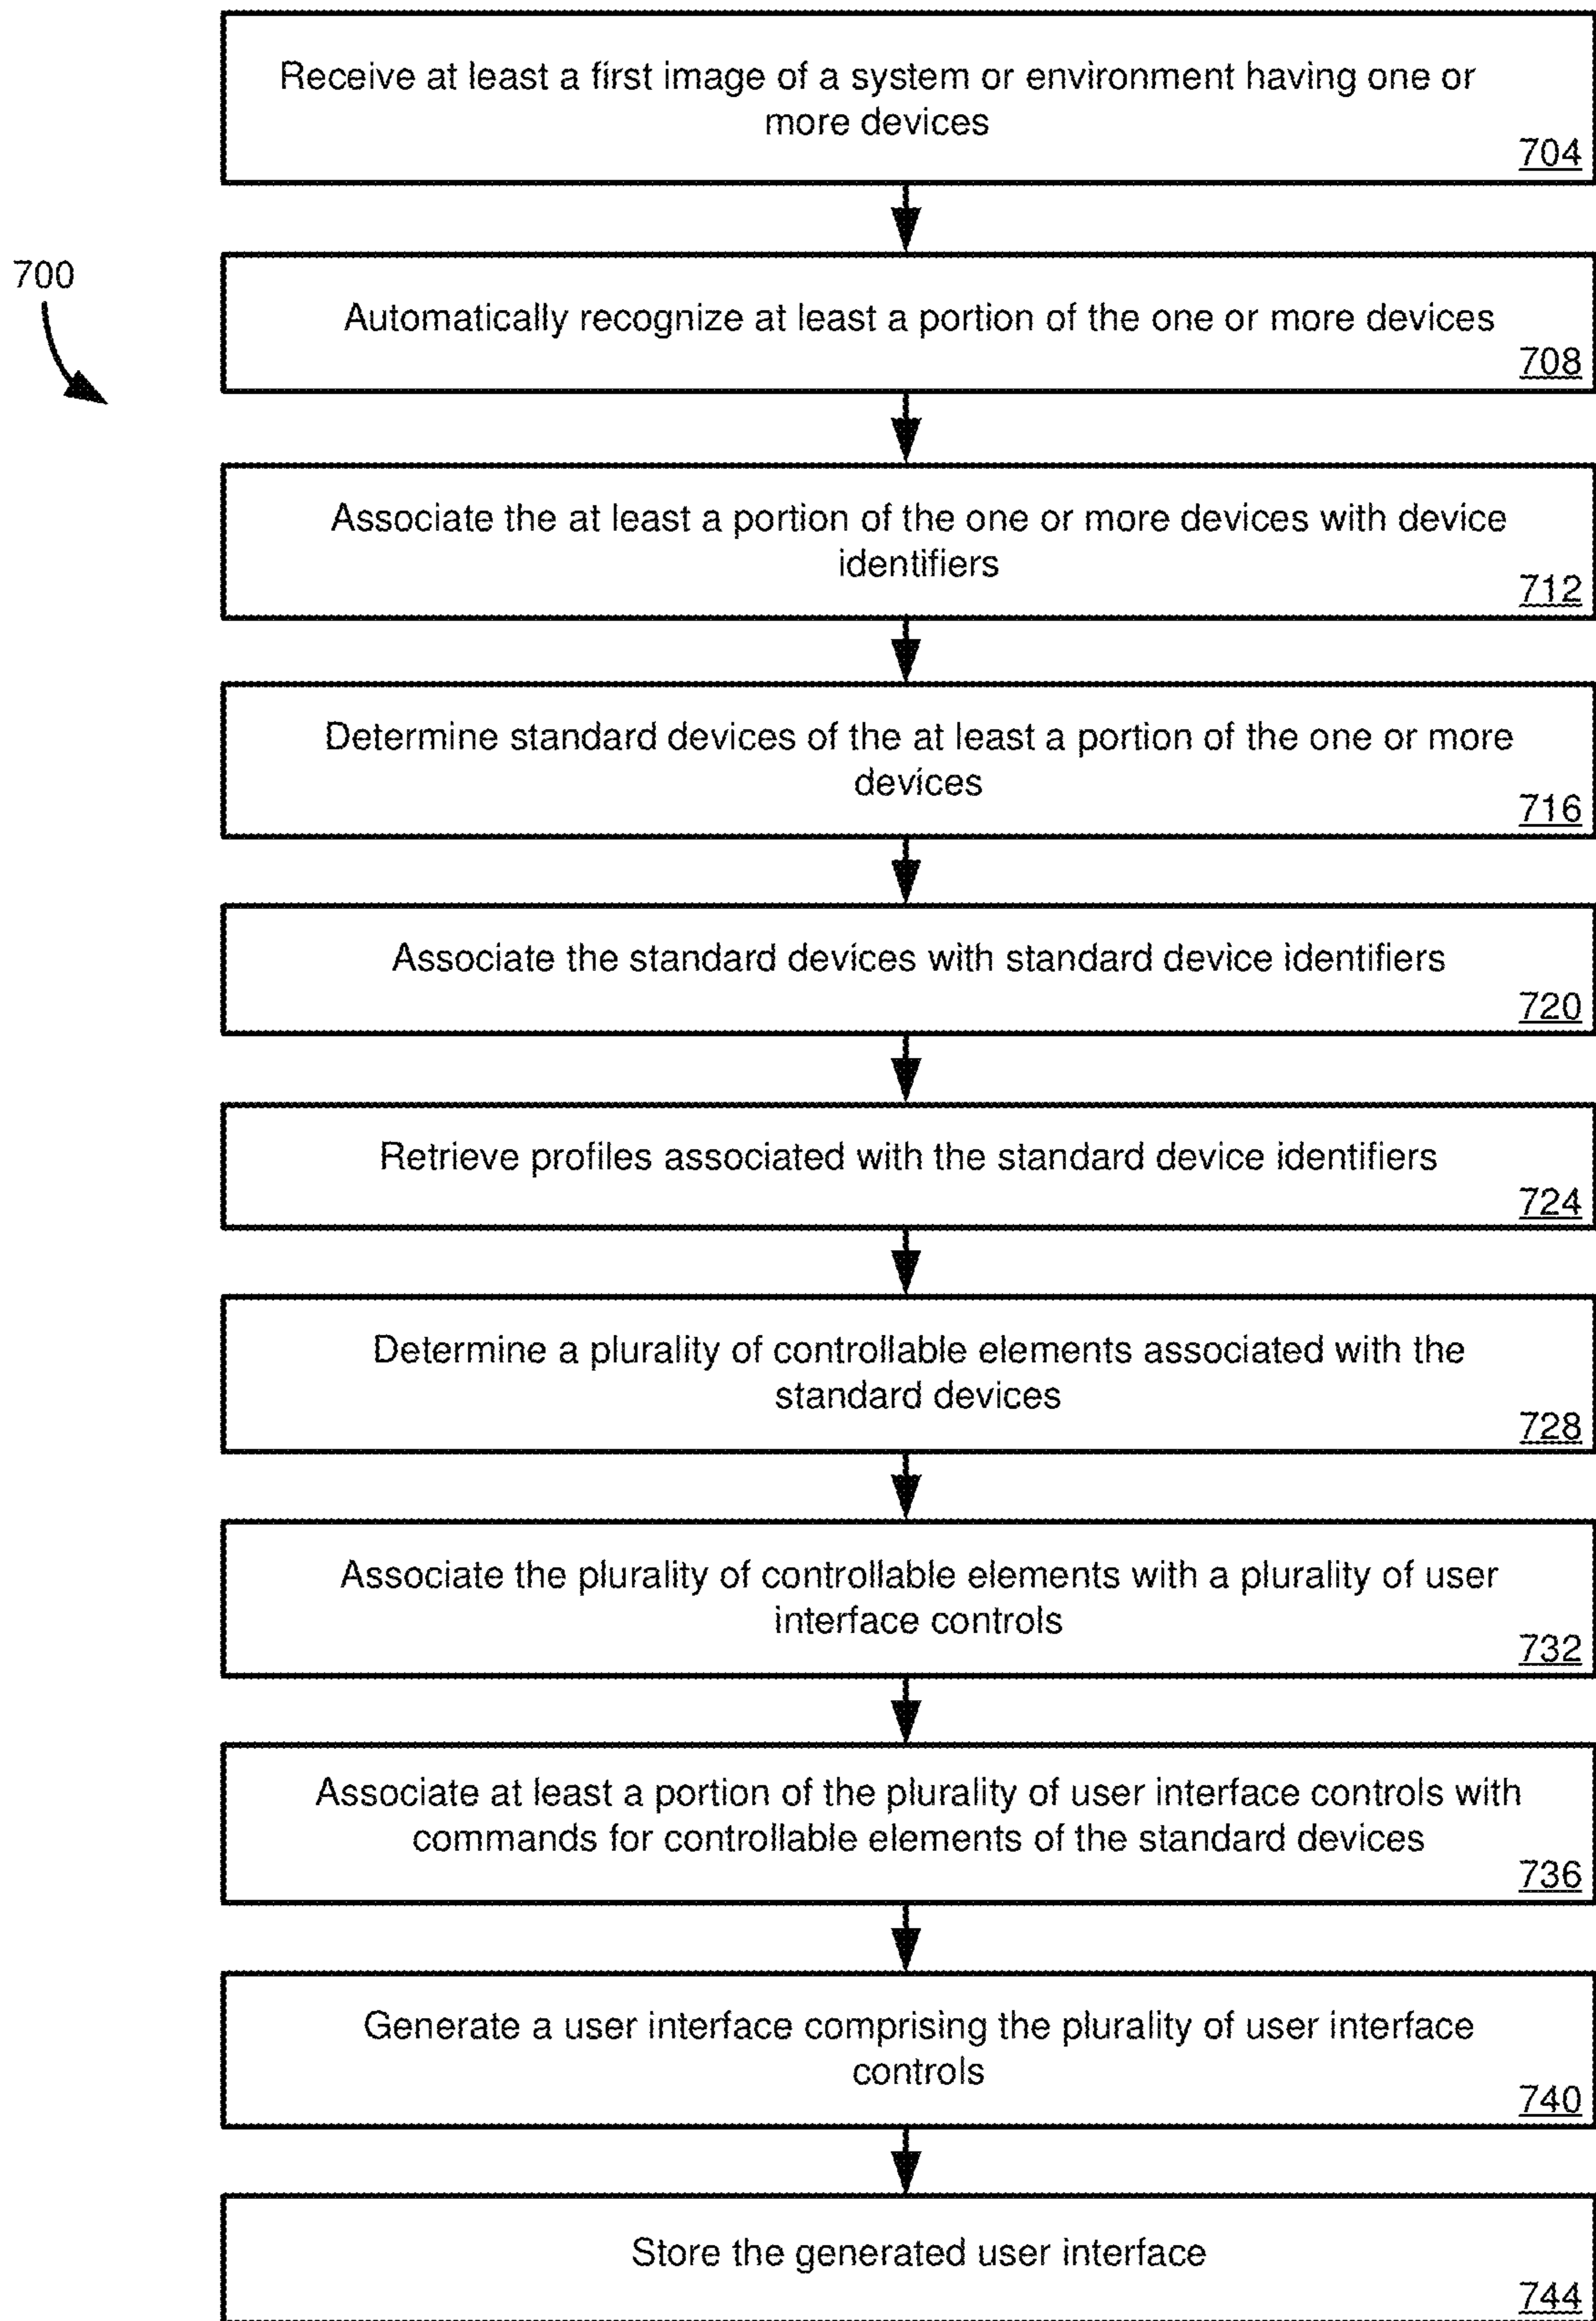 Receive at least a first image of a system or environment having one or
more devices
704
700
Automatically recognize at least a portion of the one or more devices
708
Associate the at least a portion of the one or more devices with device
identifiers
712
Determine standard devices of the at least a portion of the one or more
devices
716
Associate the standard devices with standard device identifiers
720
Retrieve profiles associated with the standard device identifiers
724
Determine a plurality of controllable elements associated with the
standard devices
728
Associate the plurality of controllable elements with a plurality of user
interface controls
732
Associate at least a portion of the plurality of user interface controls with
commands for controllable elements of the standard devices
736
Generate a user interface comprising the plurality of user interface
controls
740
Store the generated user interface
744